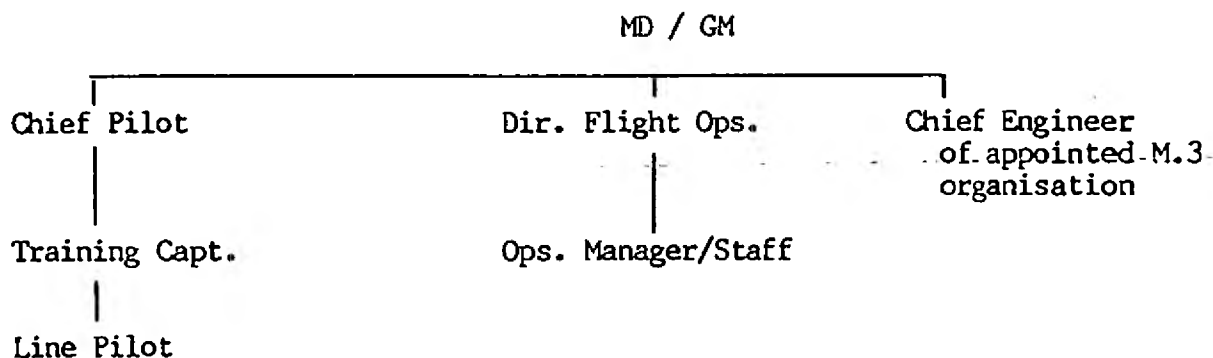 MD / GM
Chief Pilot
Dir. Flight Ops.
Chief Engineer
of appointed M.3
organisation
Training Capt.
Ops. Manager/Staff
Line Pilot